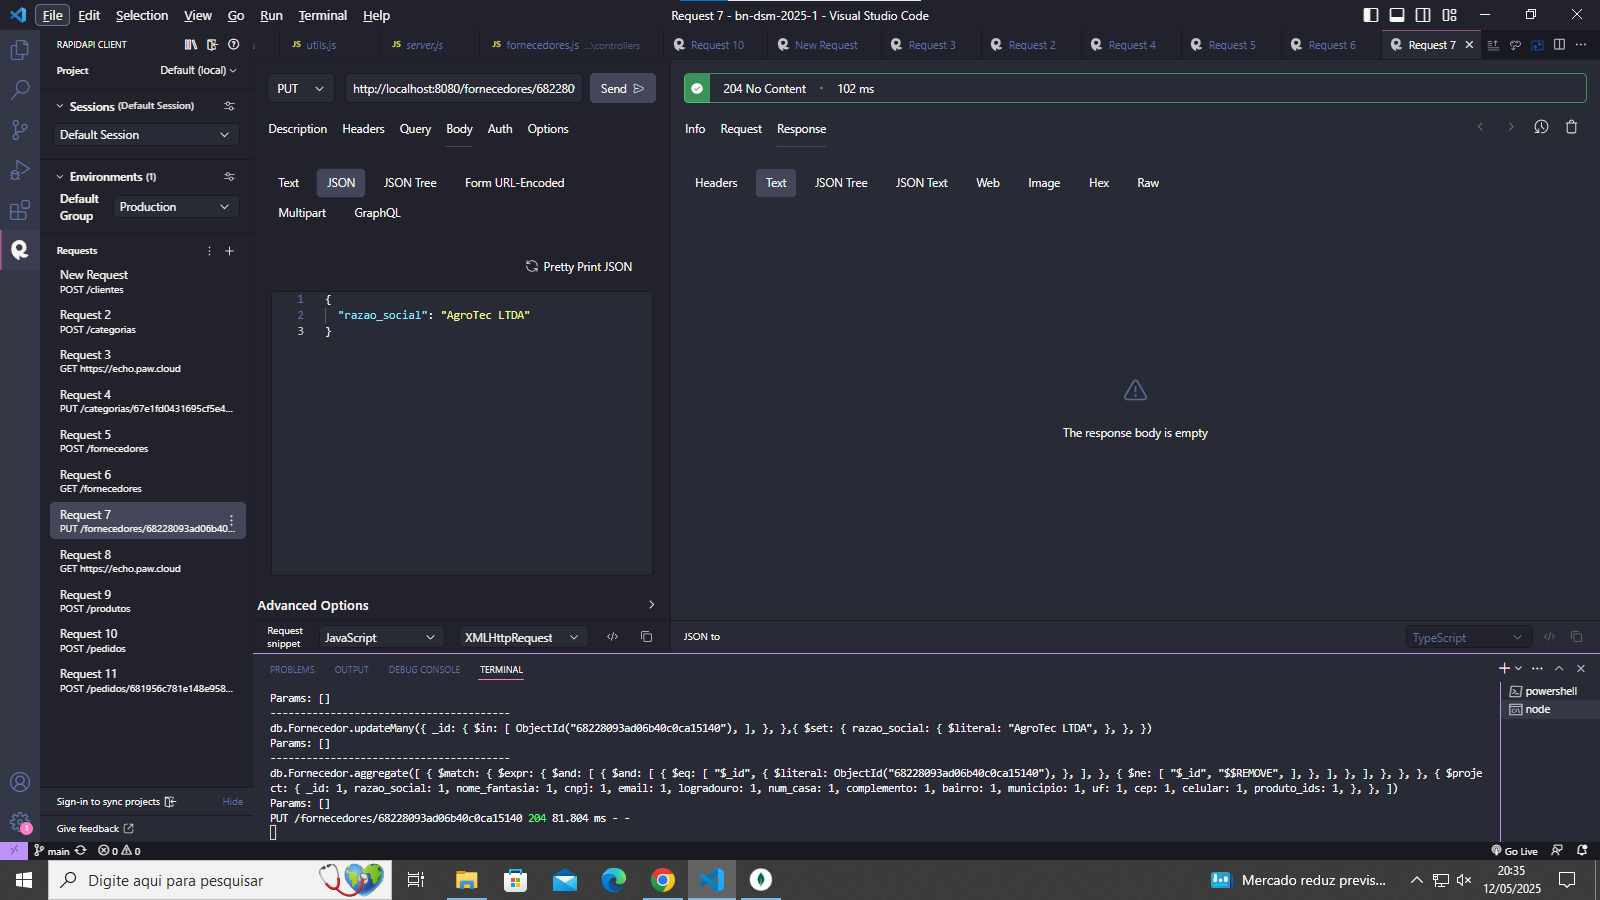 File Edit Selection View Go Run Terminal Help
Request 7 - bn-dsm-2025-1 - Visual Studio Code
RAPIDAPI CLIENT
s JS utils.js JS server.js JS fornecedores.js ...\controllers Request 10 New Request Request 3 Request 2 Request 4 Request 5 Request 6 Request 7
Project Default (local)
Sessions (Default Session)
Default Session
Environments (1)
Default Group Production
Requests
New Request
POST /clientes
Request 2
POST /categorias
Request 3
GET https://echo.paw.cloud
Request 4
PUT /categorias/67e1fd0431695cf5e4...
Request 5
POST /fornecedores
Request 6
GET /fornecedores
Request 7
PUT /fornecedores/68228093ad06b40...
Request 8
GET https://echo.paw.cloud
Request 9
POST /produtos
Request 10
POST /pedidos
Request 11
POST /pedidos/681956c781e148e958...
Sign-in to sync projects Hide
Give feedback
PUT http://localhost:8080/fornecedores/682280 Send
Description Headers Query Body Auth Options
Text JSON JSON Tree Form URL-Encoded
Multipart GraphQL
Pretty Print JSON
1 {
2 "razao_social": "AgroTec LTDA"
3 }
Advanced Options
Request snippet JavaScript XMLHttpRequest
204 No Content · 102 ms
Info Request Response
Headers Text JSON Tree JSON Text Web Image Hex Raw
The response body is empty
JSON to TypeScript
PROBLEMS OUTPUT DEBUG CONSOLE TERMINAL
powershell
node
Params: []
---------------------------------------
db.Fornecedor.updateMany({ _id: { $in: [ ObjectId("68228093ad06b40c0ca15140"), ], }, },{ $set: { razao_social: { $literal: "AgroTec LTDA", }, }, })
Params: []
---------------------------------------
db.Fornecedor.aggregate([ { $match: { $expr: { $and: [ { $and: [ { $eq: [ "$_id", { $literal: ObjectId("68228093ad06b40c0ca15140"), }, ], }, { $ne: [ "$_id", "$$REMOVE", ], }, ], }, ], }, }, }, { $proje
ct: { _id: 1, razao_social: 1, nome_fantasia: 1, cnpj: 1, email: 1, logradouro: 1, num_casa: 1, complemento: 1, bairro: 1, municipio: 1, uf: 1, cep: 1, celular: 1, produto_ids: 1, }, }, ])
Params: []
PUT /fornecedores/68228093ad06b40c0ca15140 204 81.804 ms - -
1
main 0 0 Go Live
Digite aqui para pesquisar
Mercado reduz previs...
20:35
12/05/2025